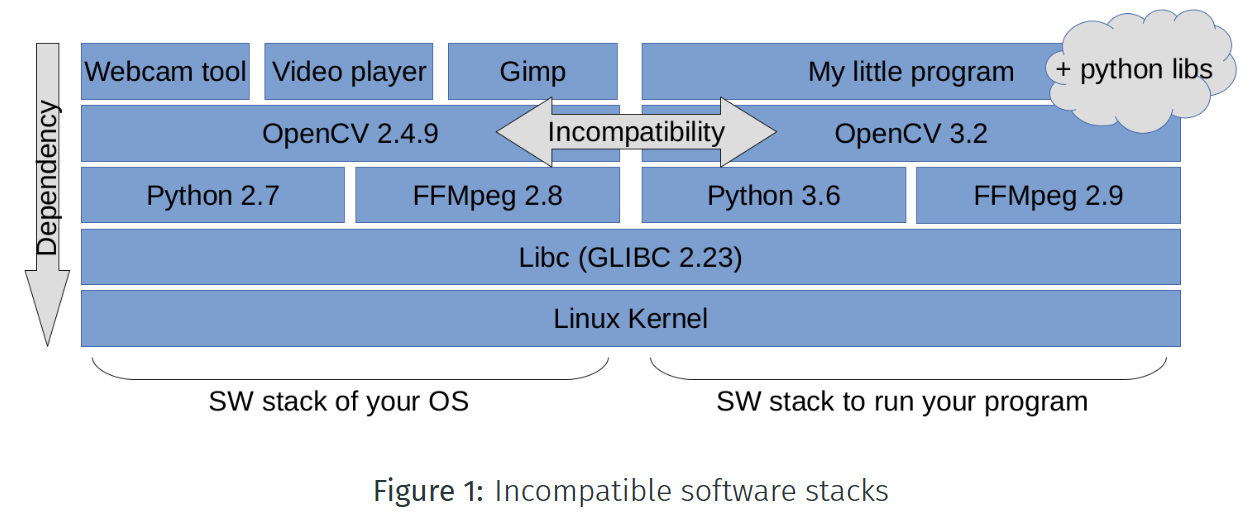 Dependency
Webcam tool
Video player
Gimp
My little program
+ python libs
OpenCV 2.4.9
Incompatibility
OpenCV 3.2
Python 2.7
FFMpeg 2.8
Python 3.6
FFMpeg 2.9
Libc (GLIBC 2.23)
Linux Kernel
SW stack of your OS
SW stack to run your program
Figure 1: Incompatible software stacks